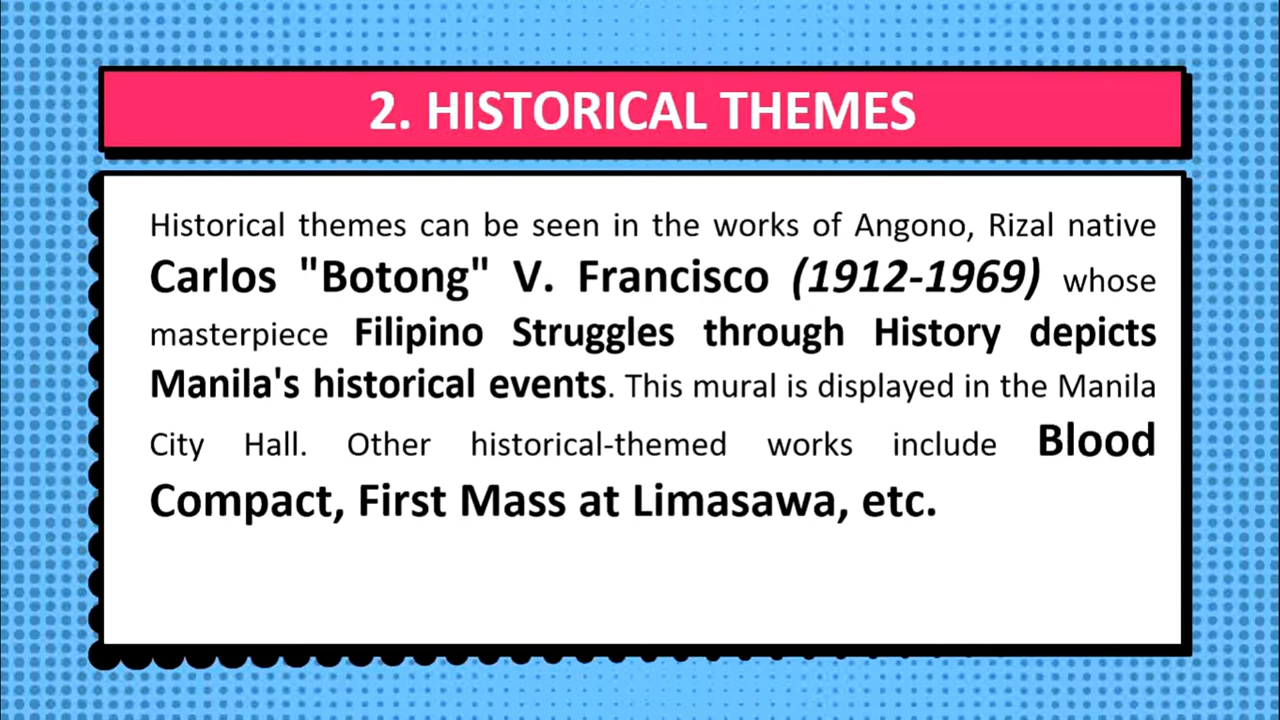 2. HISTORICAL THEMES
Historical themes can be seen in the works of Angono, Rizal native
Carlos "Botong" V. Francisco (1912-1969) whose
masterpiece Filipino Struggles through History depicts
Manila's historical events. This mural is displayed in the Manila
City Hall. Other historical-themed works include Blood
Compact, First Mass at Limasawa, etc.